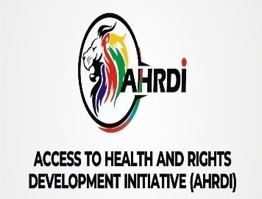 AHRDi
ACCESS TO HEALTH AND RIGHTS
DEVELOPMENT INITIATIVE (AHRDI)